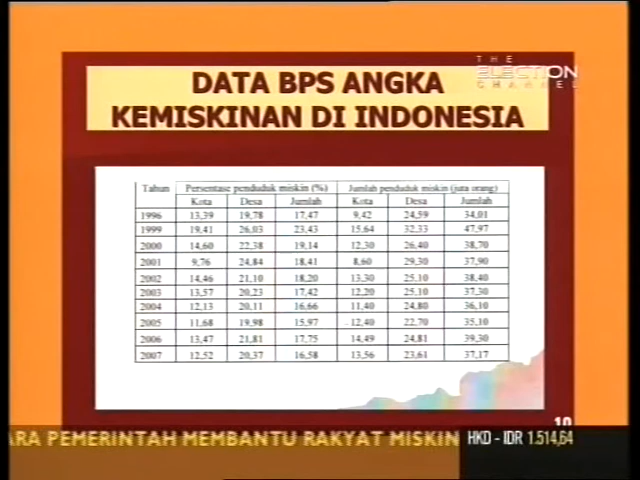 THE
ELECTION
CHANNEL
DATA BPS ANGKA
KEMISKINAN DI INDONESIA
Tahun Persentase penduduk miskin (%) Jumlah penduduk miskin (juta orang)
Kota Desa Jumlah Kota Desa Jumlah
1996 13,39 19,78 17,47 9,42 24,59 34,01
1999 19,41 26,03 23,43 15,64 32,33 47,97
2000 14,60 22,38 19,14 12,30 26,40 38,70
2001 9,76 24,84 18,41 8,60 29,30 37,90
2002 14,46 21,10 18,20 13,30 25,10 38,40
2003 13,57 20,23 17,42 12,20 25,10 37,30
2004 12,13 20,11 16,66 11,40 24,80 36,10
2005 11,68 19,98 15,97 12,40 22,70 35,10
2006 13,47 21,81 17,75 14,49 24,81 39,30
2007 12,52 20,37 16,58 13,56 23,61 37,17
10
ARA PEMERINTAH MEMBANTU RAKYAT MISKIN HKD - IDR 1.514,64